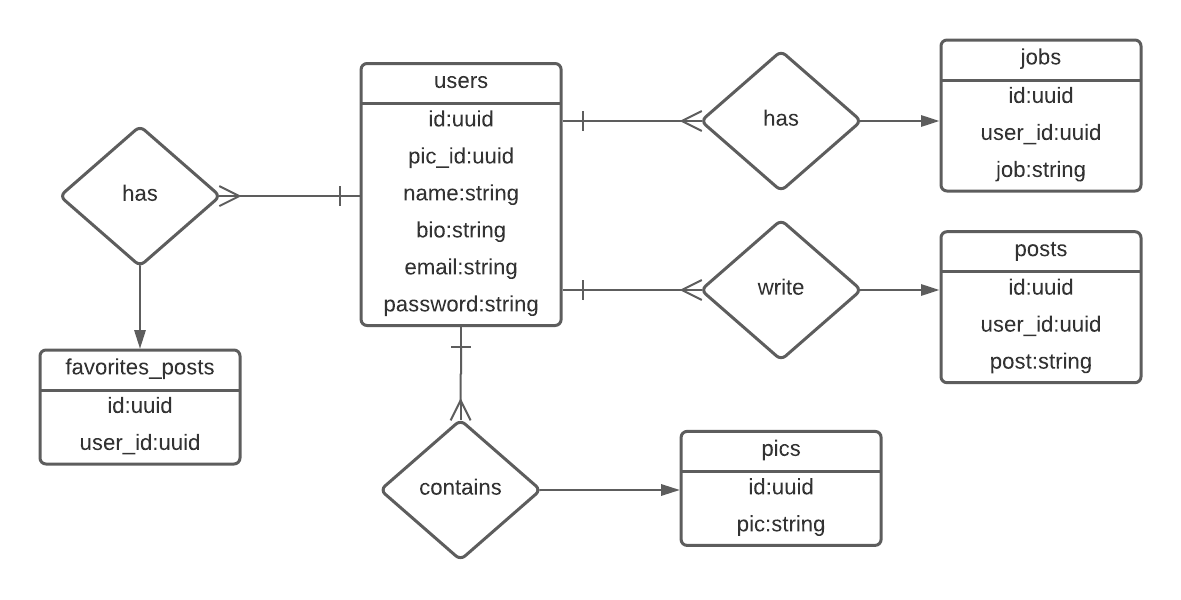 users
id:uuid
pic_id:uuid
name:string
bio:string
email:string
password:string
has
jobs
id:uuid
user_id:uuid
job:string
write
posts
id:uuid
user_id:uuid
post:string
has
favorites_posts
id:uuid
user_id:uuid
contains
pics
id:uuid
pic:string